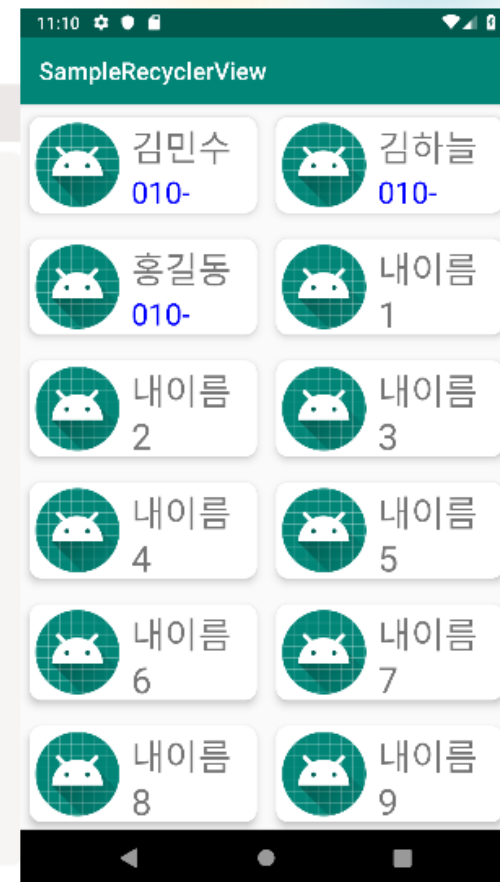 11:10
SampleRecyclerView
김민수
010-
김하늘
010-
홍길동
010-
내이름
1
내이름
2
내이름
3
내이름
4
내이름
5
내이름
6
내이름
7
내이름
8
내이름
9